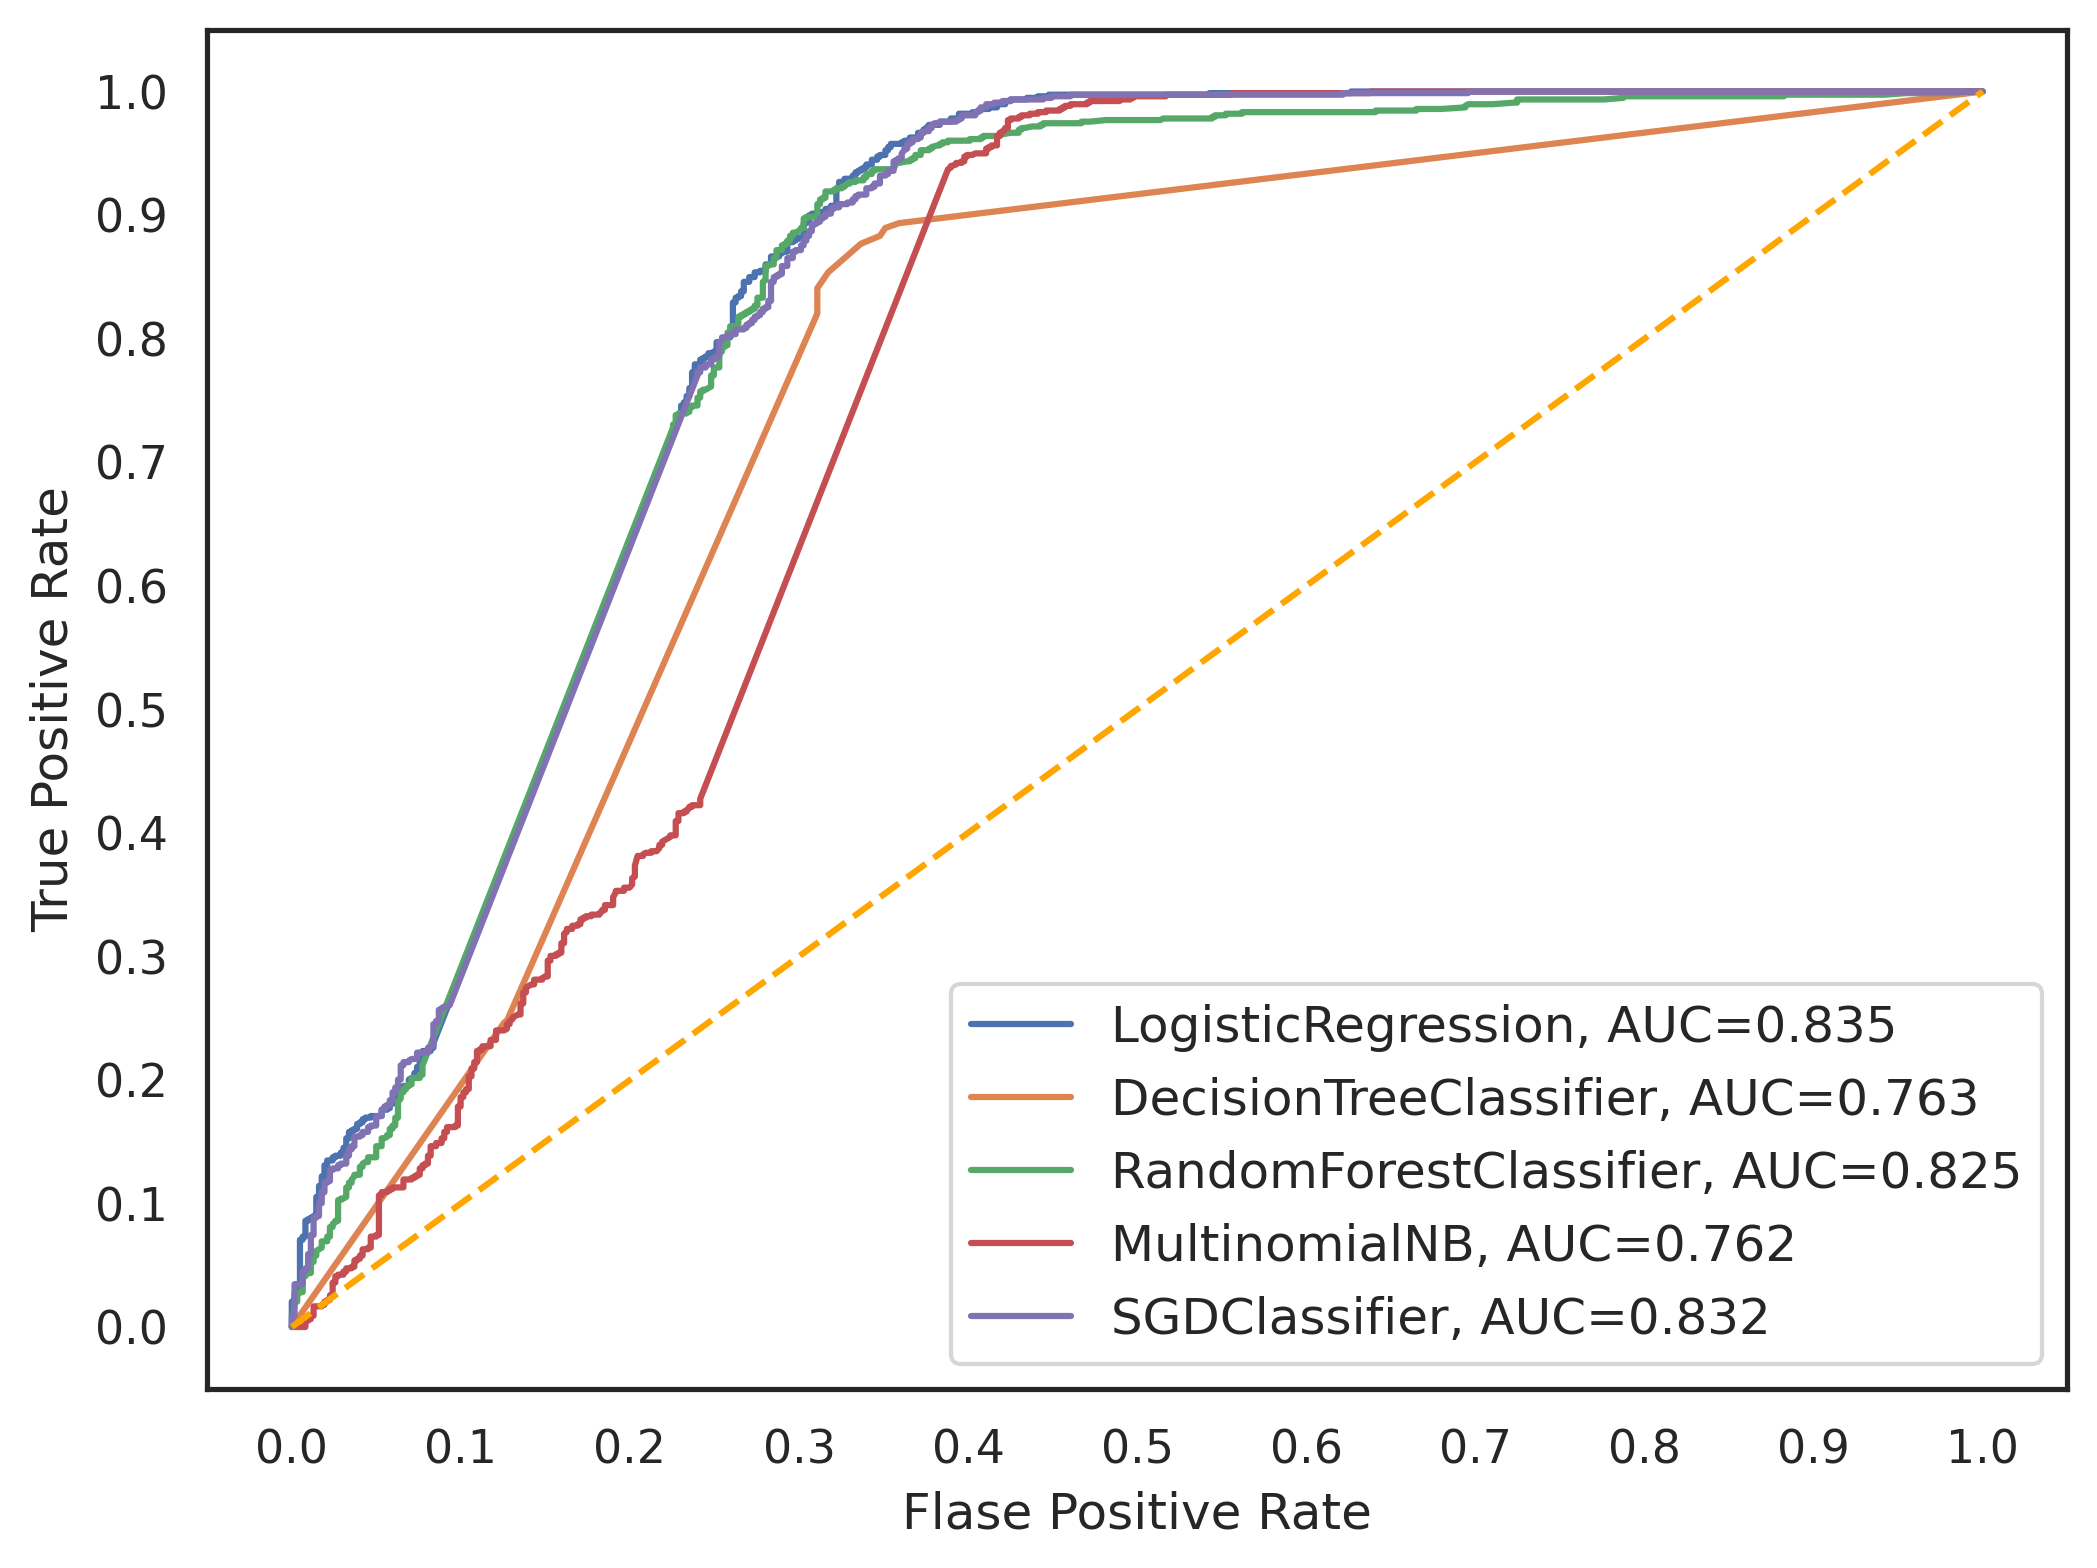 1.0
0.9
0.8
0.7
0.6
0.5
0.4
0.3
0.2
0.1
0.0
True Positive Rate
LogisticRegression, AUC=0.835
DecisionTreeClassifier, AUC=0.763
RandomForestClassifier, AUC=0.825
MultinomialNB, AUC=0.762
SGDClassifier, AUC=0.832
0.0 0.1 0.2 0.3 0.4 0.5 0.6 0.7 0.8 0.9 1.0
Flase Positive Rate